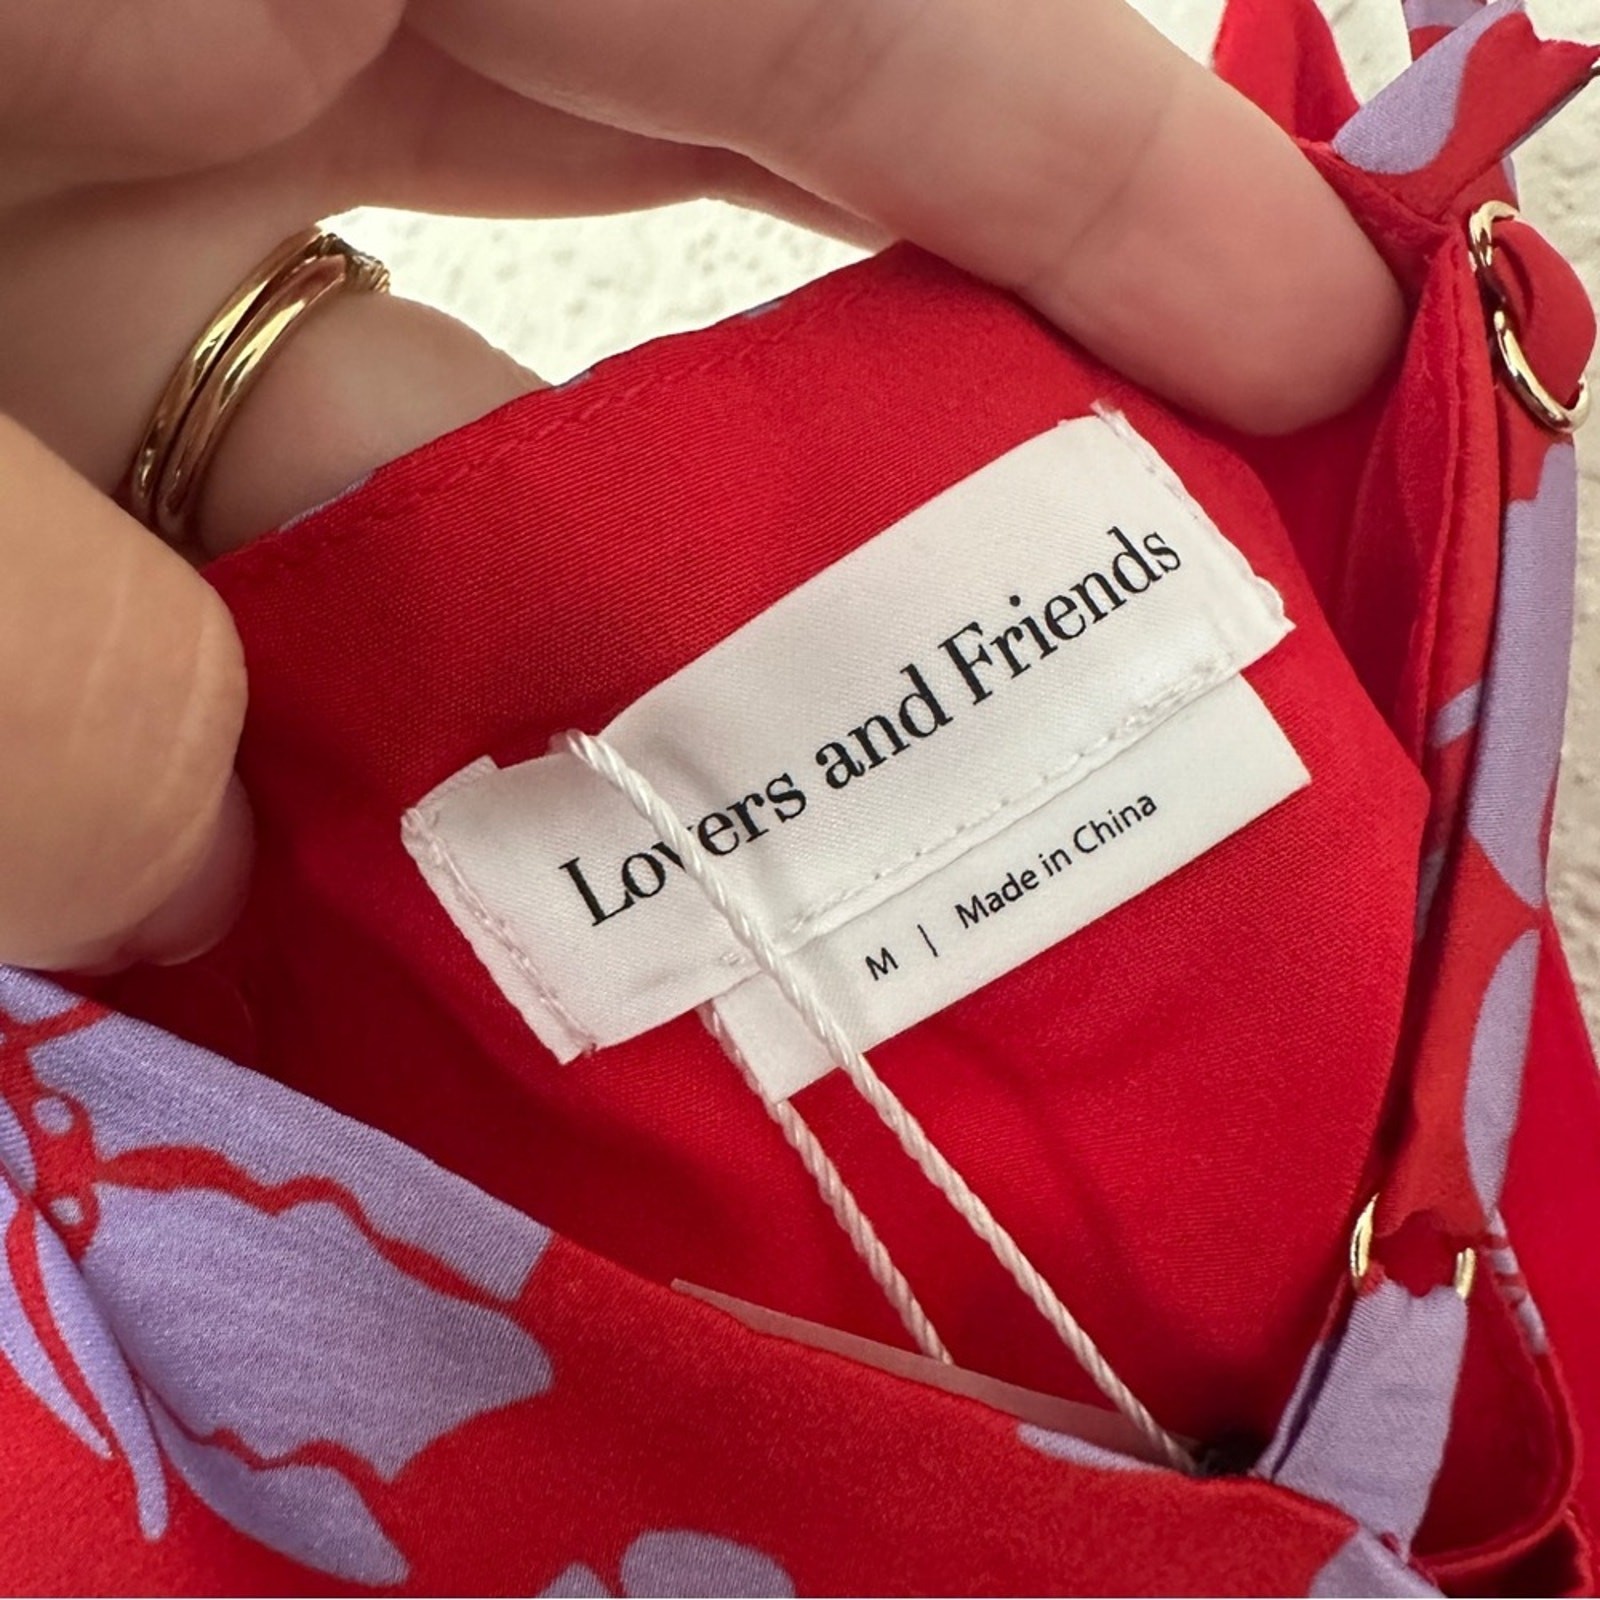 Lovers and Friends
M | Made in China